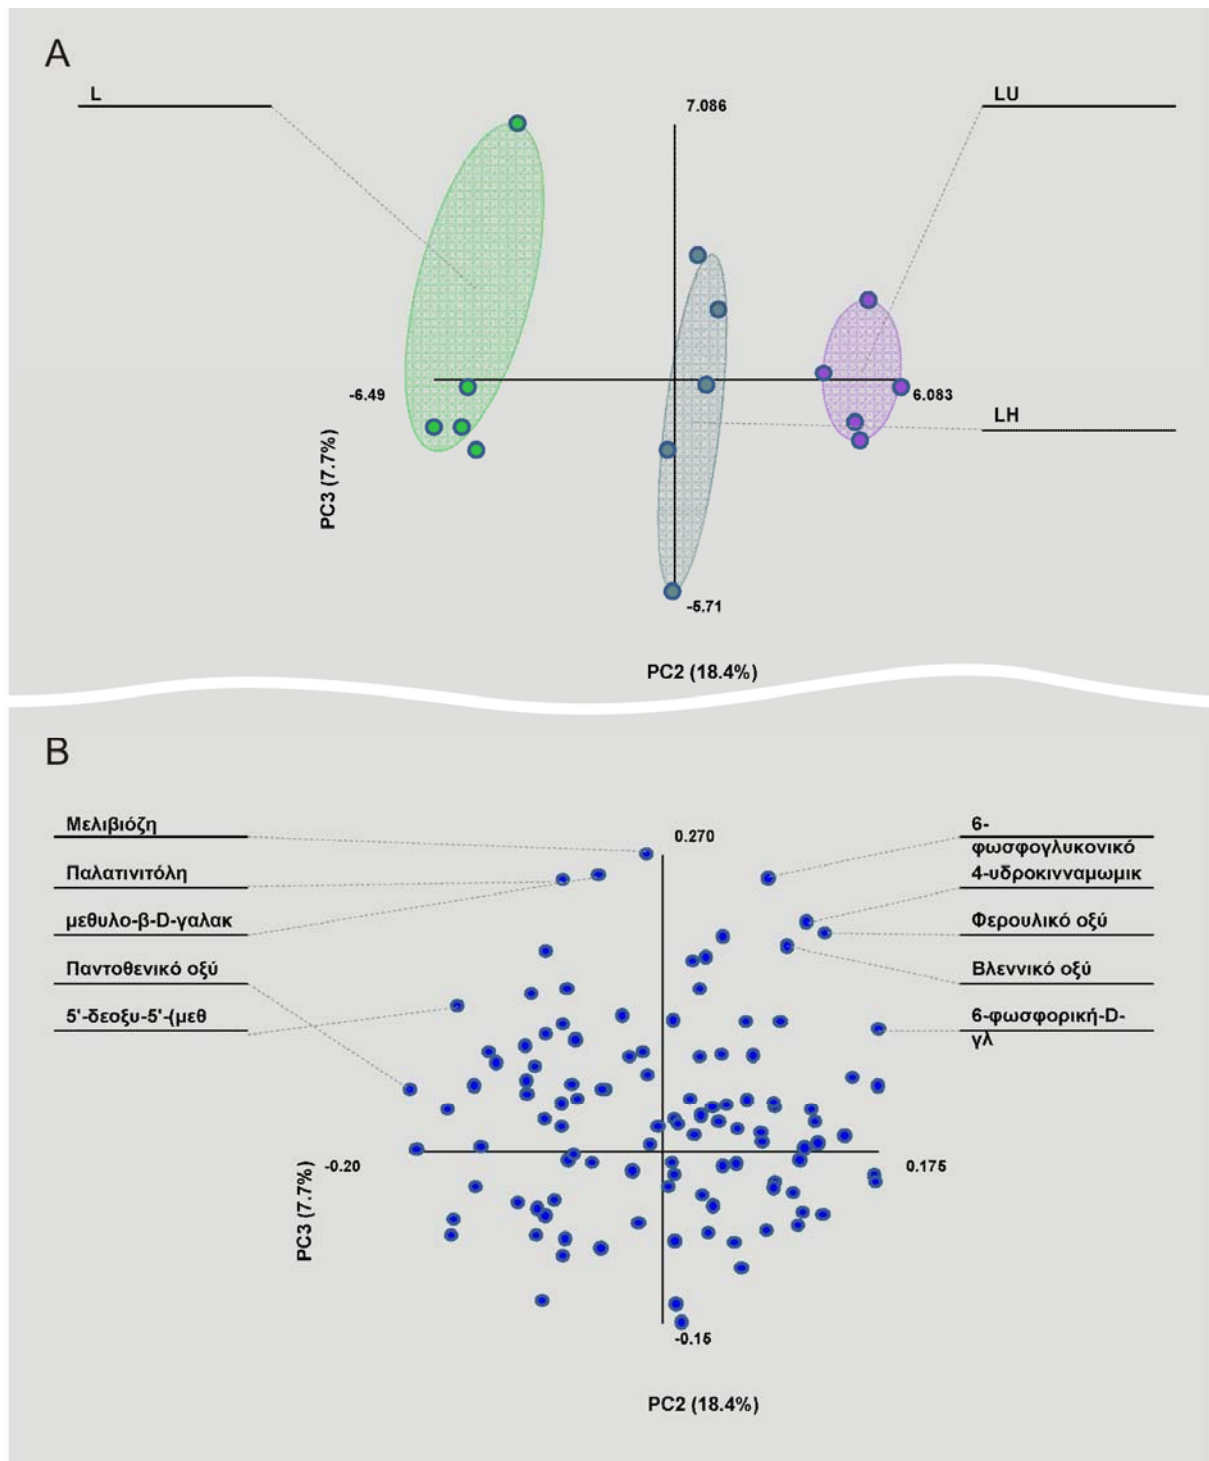 A
L
LU
7.086
-6.49
6.083
LH
PC3 (7.7%)
-5.71
PC2 (18.4%)
B
Μελιβιόζη
Παλατινιτόλη
μεθυλο-β-D-γαλακ
Παντοθενικό οξύ
5'-δεοξυ-5'-(μεθ
0.270
6-
φωσφογλυκονικό
4-υδροκινναμωμικ
Φερουλικό οξύ
Βλεννικό οξύ
6-φωσφορική-D-
γλ
-0.20
0.175
PC3 (7.7%)
-0.15
PC2 (18.4%)